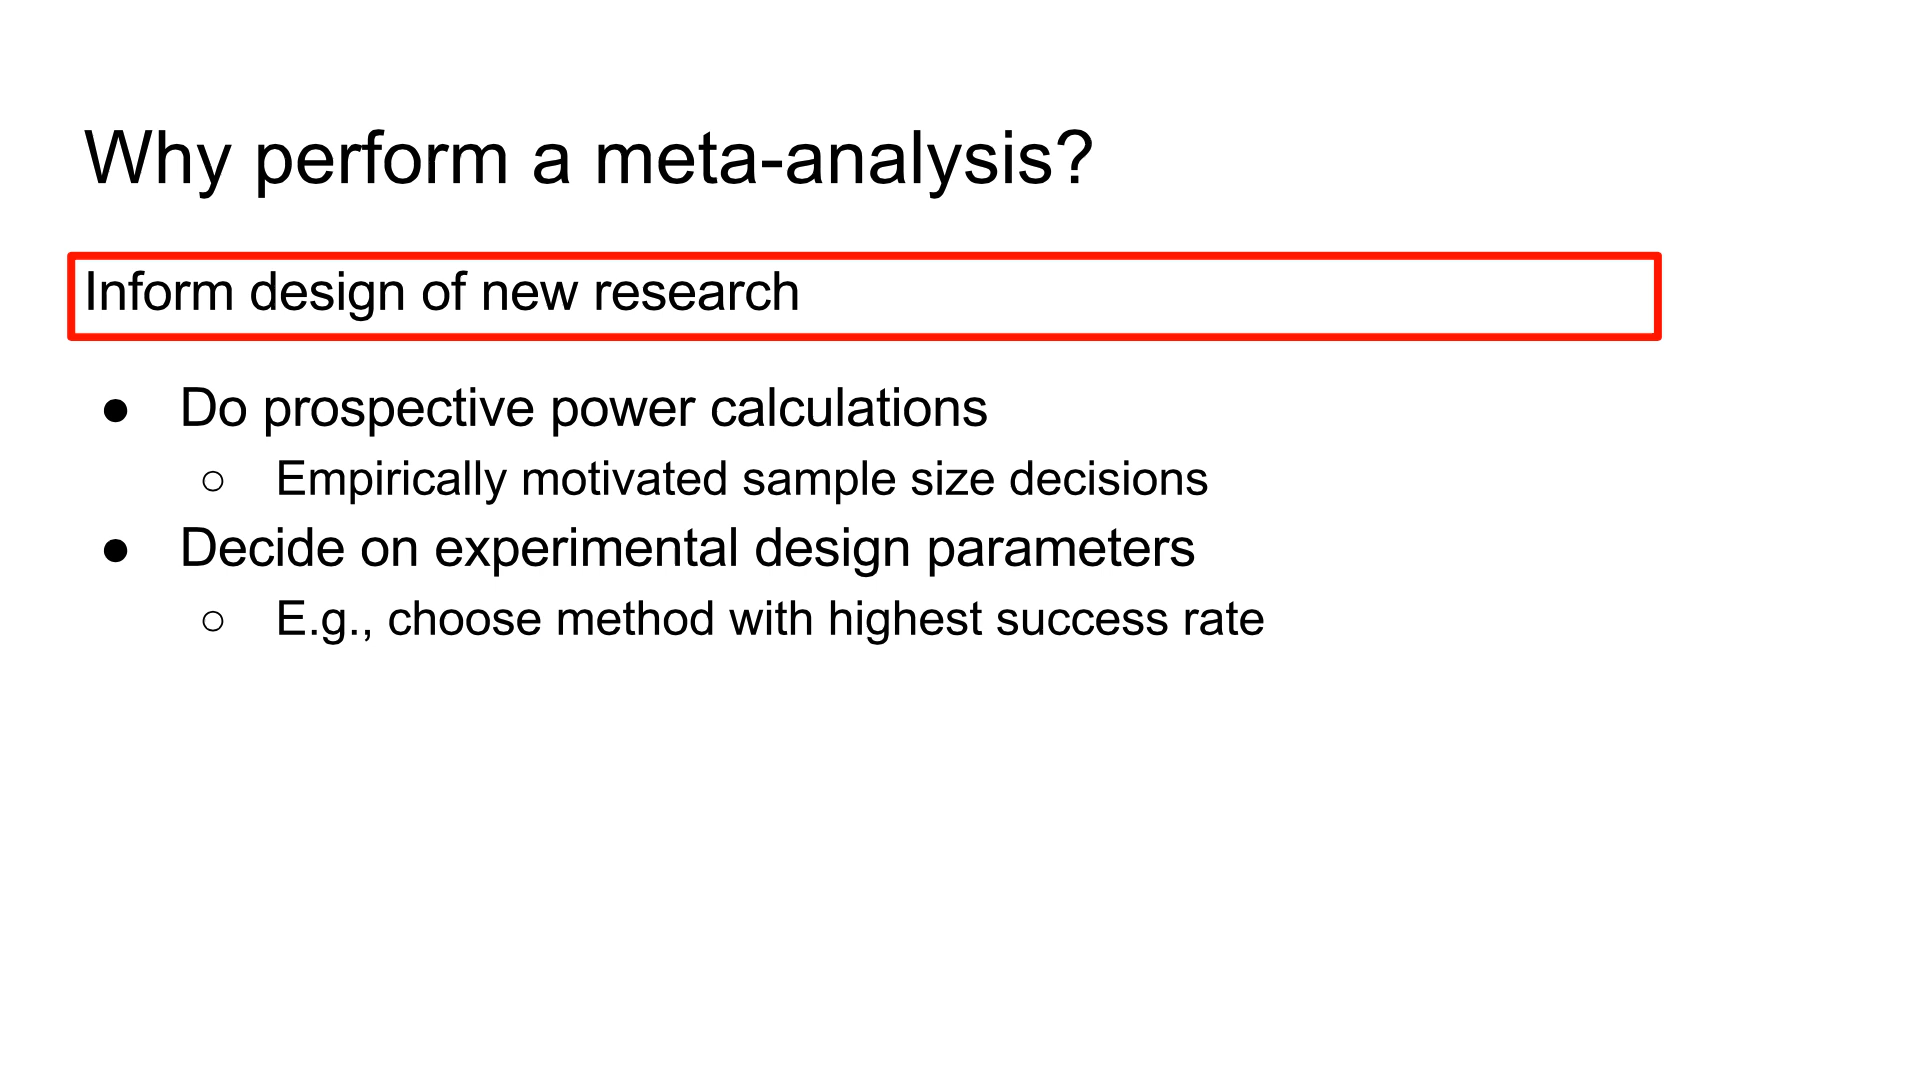 Why perform a meta-analysis?
Inform design of new research
● Do prospective power calculations
○ Empirically motivated sample size decisions
● Decide on experimental design parameters
○ E.g., choose method with highest success rate